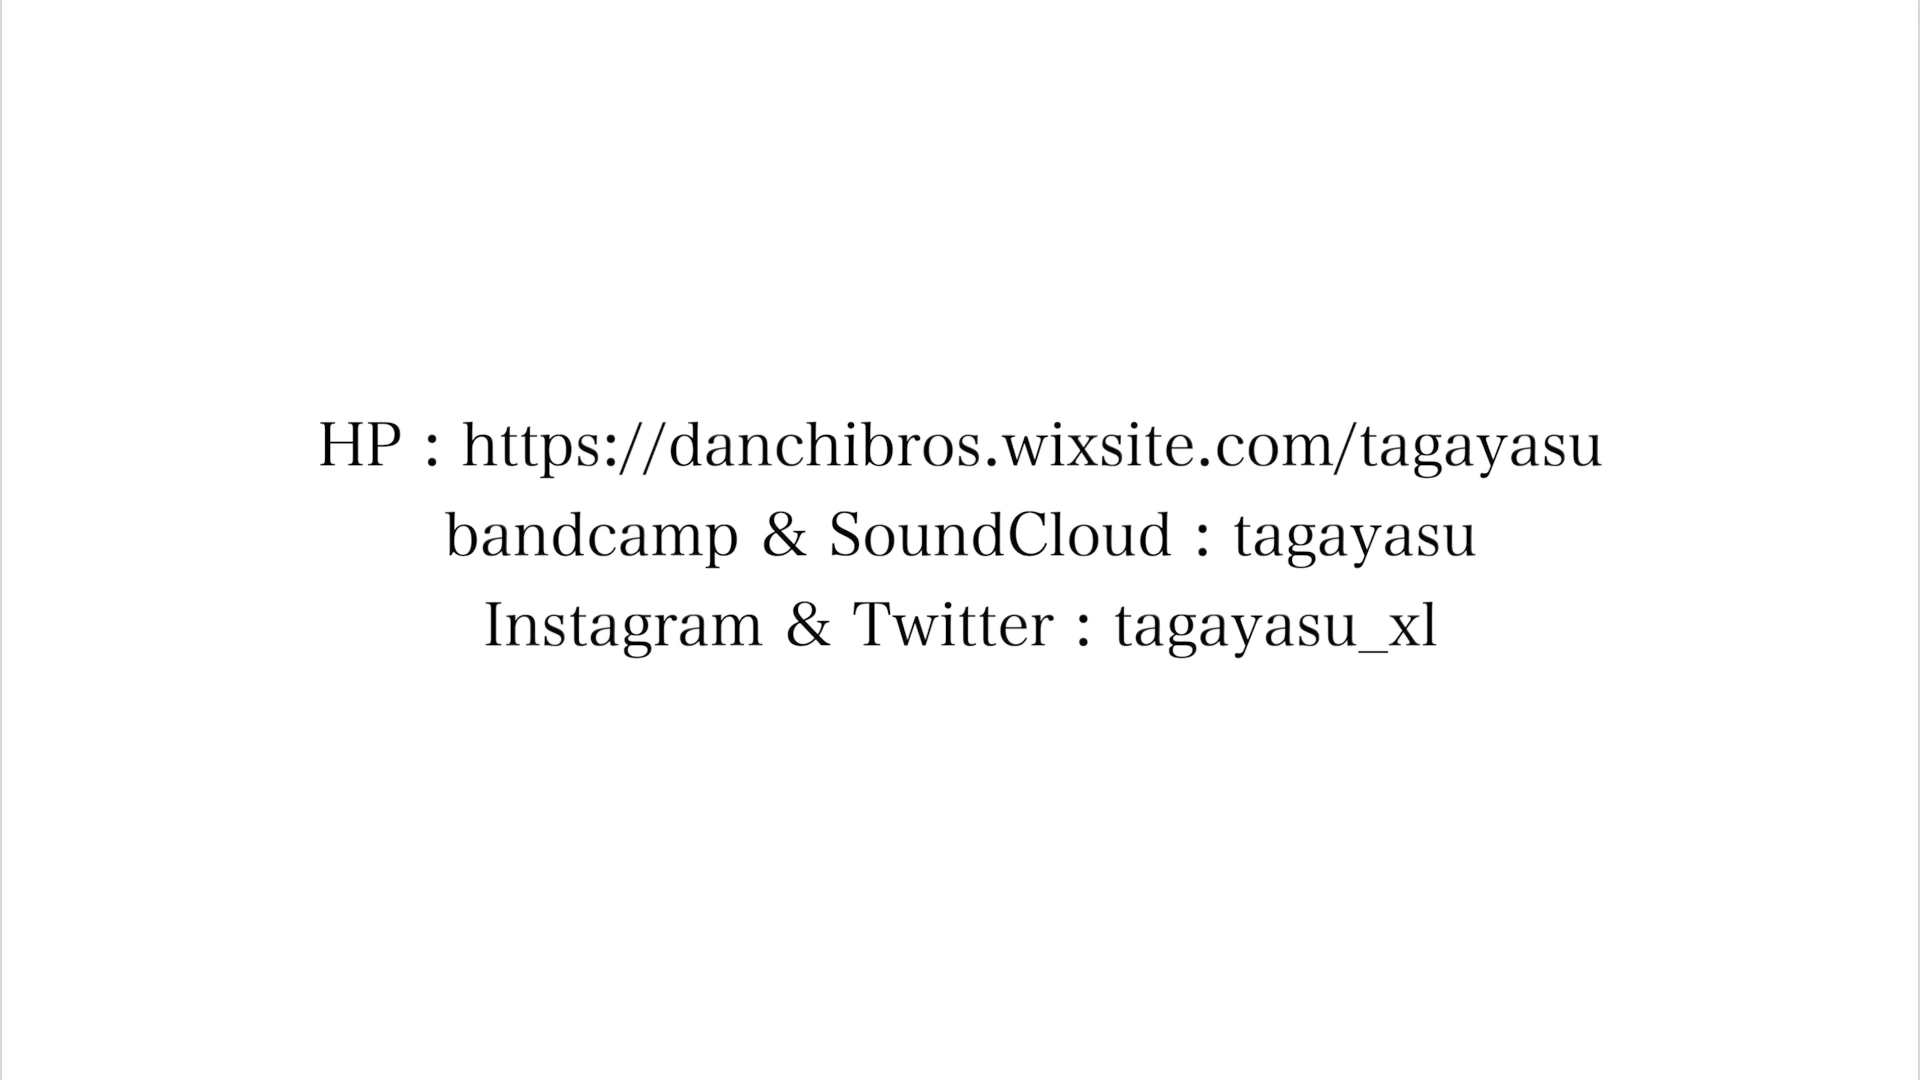 HP : https://danchibros.wixsite.com/tagayasu
bandcamp & SoundCloud : tagayasu
Instagram & Twitter : tagayasu_xl